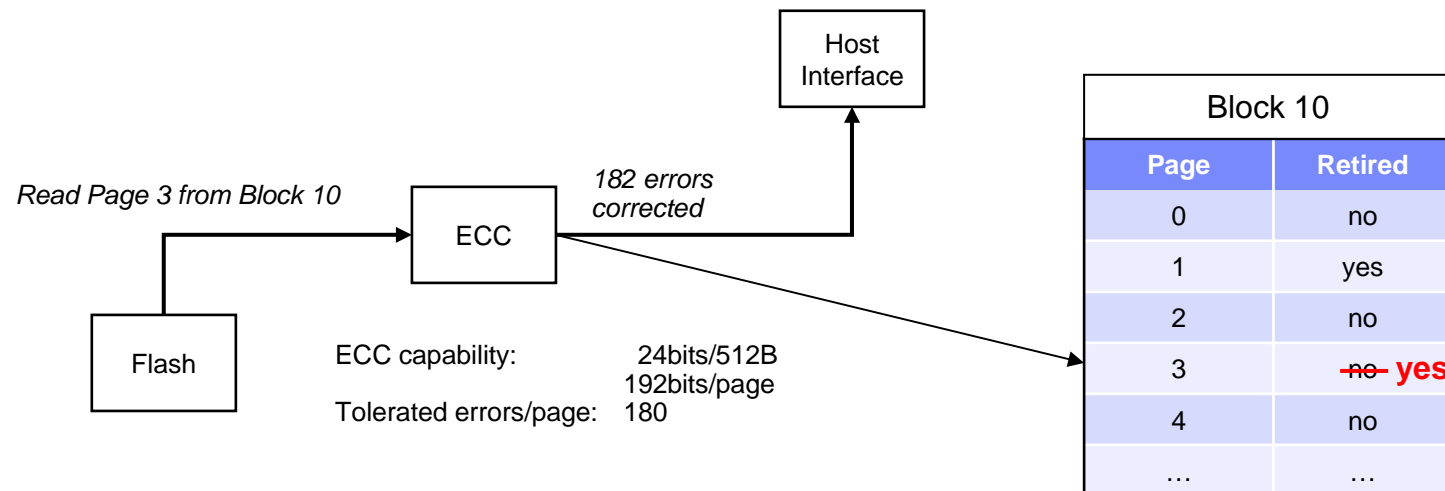 Host
Interface
Block 10
Page Retired
0 no
1 yes
2 no
3 no yes
4 no
… …
Read Page 3 from Block 10
182 errors
corrected
ECC
Flash
ECC capability: 24bits/512B
192bits/page
Tolerated errors/page: 180